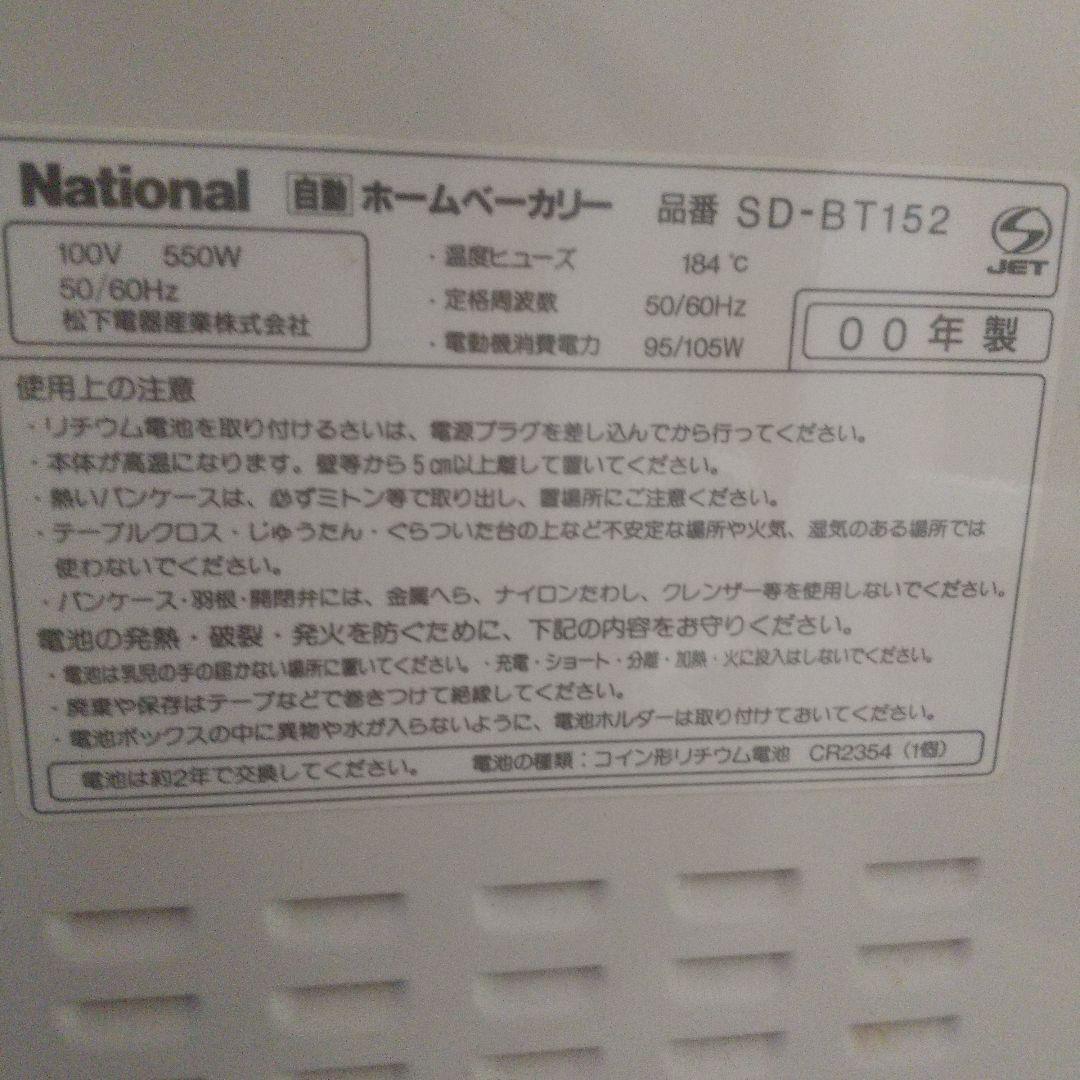 National 自動 ホームベーカリー 品番 SD-BT152
JET
100V 550W
50/60Hz
松下電器産業株式会社
・温度ヒューズ 184℃
・定格周波数 50/60Hz
・電動機消費電力 95/105W
00年製
使用上の注意
・リチウム電池を取り付けるさいは、電源プラグを差し込んでから行ってください。
・本体が高温になります。壁等から5cm以上離して置いてください。
・熱いパンケースは、必ずミトン等で取り出し、置場所にご注意ください。
・テーブルクロス・じゅうたん・ぐらついた台の上など不安定な場所や火気、湿気のある場所では
使わないでください。
・パンケース・羽根・開閉弁には、金属へら、ナイロンたわし、クレンザー等を使用しないでください。
電池の発熱・破裂・発火を防ぐために、下記の内容をお守りください。
・電池は乳児の手の届かない場所に置いてください。・充電・ショート・分離・加熱・火に投入はしないでください。
・廃棄や保存はテープなどで巻きつけて絶縁してください。
・電池ボックスの中に異物や水が入らないように、電池ホルダーは取り付けておいてください。
電池は約2年で交換してください。 電池の種類：コイン形リチウム電池 CR2354（1個）